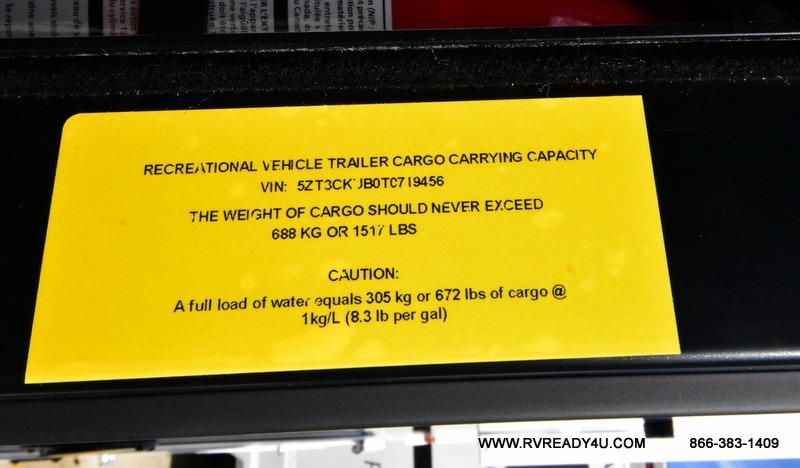 RECREATIONAL VEHICLE TRAILER CARGO CARRYING CAPACITY
VIN:
THE WEIGHT OF CARGO SHOULD NEVER EXCEED
688 KG OR 1517 LBS
CAUTION:
A full load of water equals 305 kg or 672 lbs of cargo @
1kg/L (8.3 lb per gal)
WWW.RVREADY4U.COM 866-383-1409